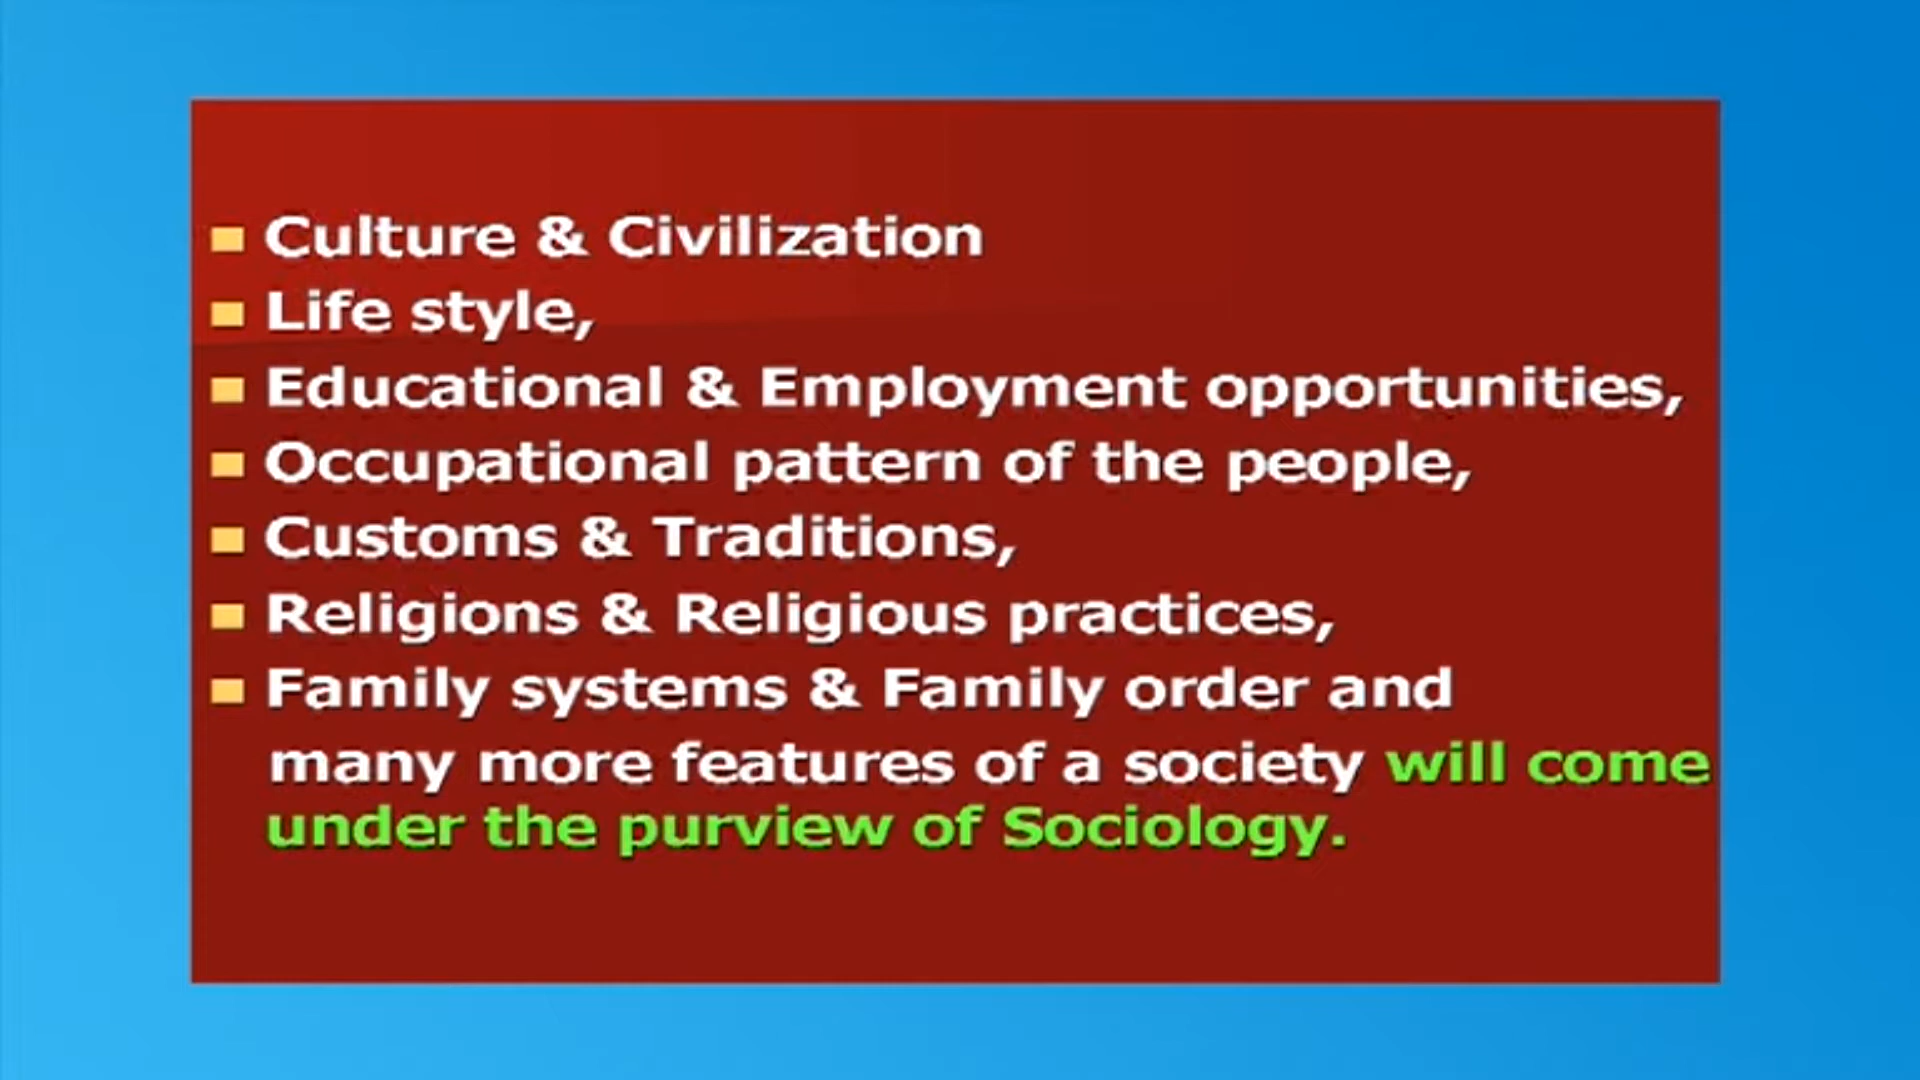 Culture & Civilization
Life style,
Educational & Employment opportunities,
Occupational pattern of the people,
Customs & Traditions,
Religions & Religious practices,
Family systems & Family order and
many more features of a society will come
under the purview of Sociology.